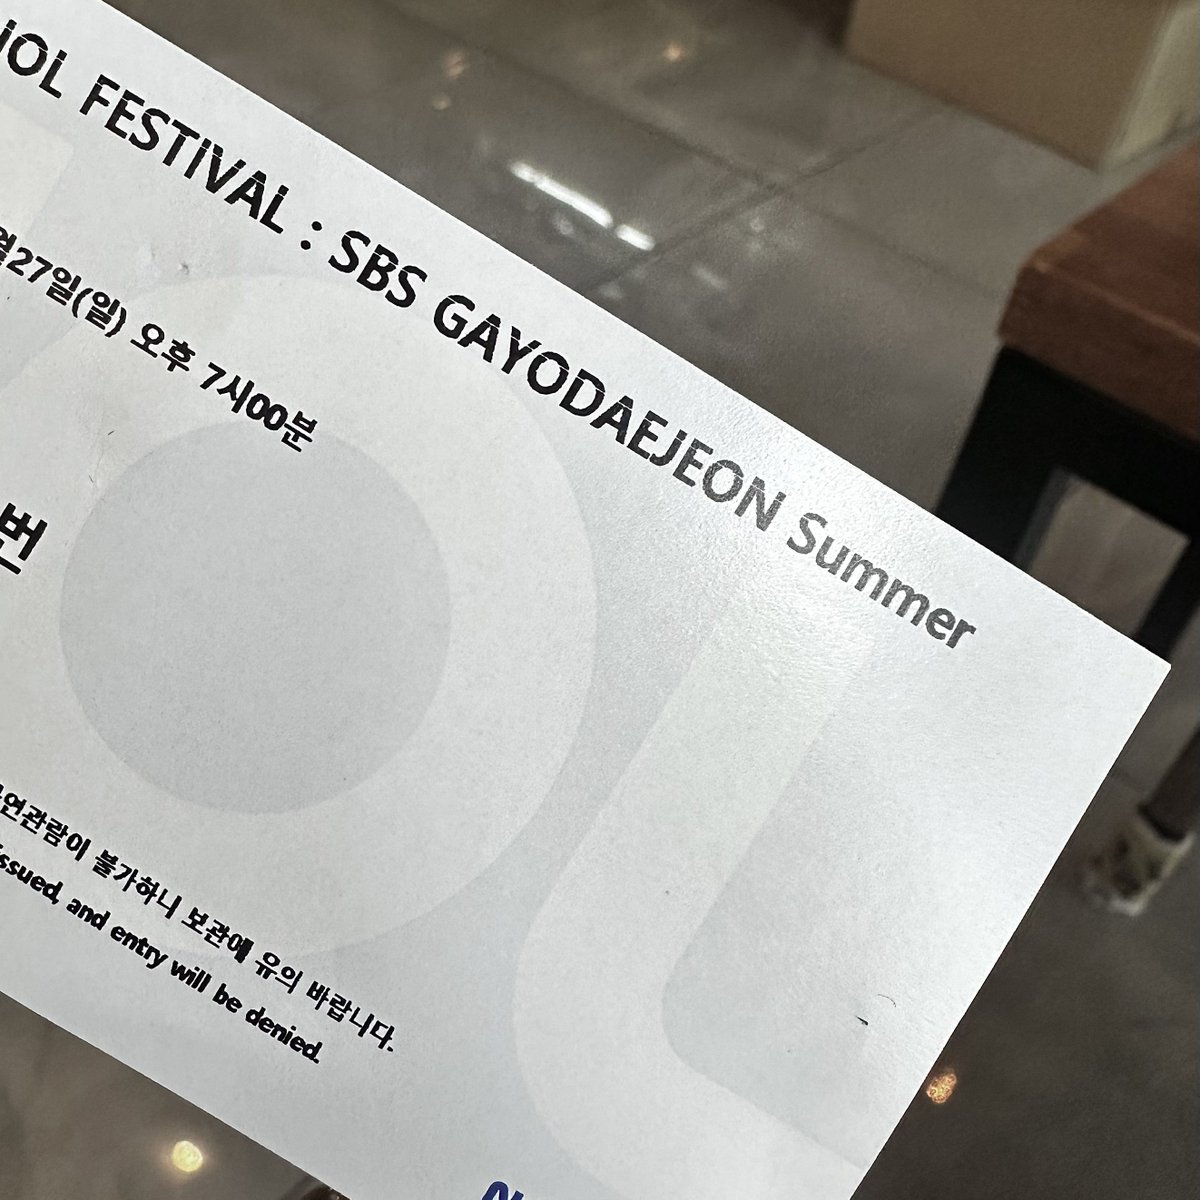 iOL FESTiVAL : SBS GAYODAEJEON Summer
월27일(일) 오후 7시00분
번
연관람이 불가하니 보관에 유의 바랍니다.
issued, and entry will be denied.
N